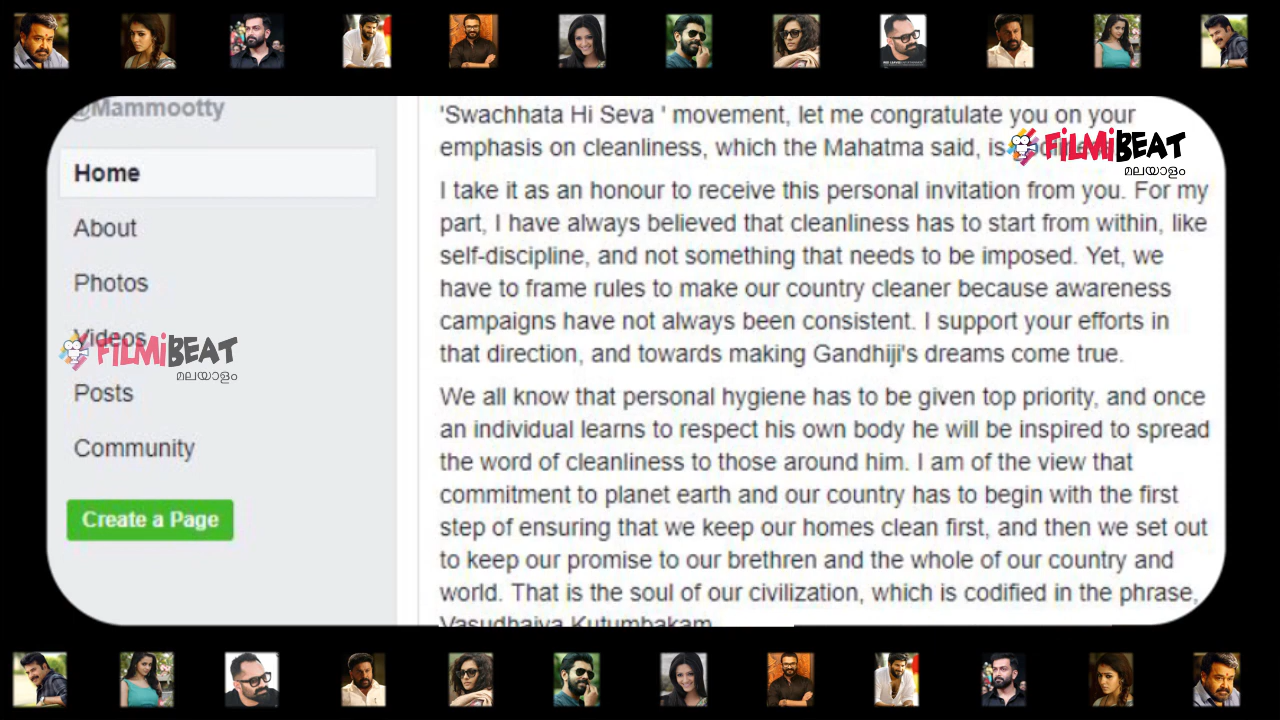 @Mammootty
Home
About
Photos
Videos
Posts
Community
Create a Page
'Swachhata Hi Seva ' movement, let me congratulate you on your
emphasis on cleanliness, which the Mahatma said, is
I take it as an honour to receive this personal invitation from you. For my
part, I have always believed that cleanliness has to start from within, like
self-discipline, and not something that needs to be imposed. Yet, we
have to frame rules to make our country cleaner because awareness
campaigns have not always been consistent. I support your efforts in
that direction, and towards making Gandhiji's dreams come true.
We all know that personal hygiene has to be given top priority, and once
an individual learns to respect his own body he will be inspired to spread
the word of cleanliness to those around him. I am of the view that
commitment to planet earth and our country has to begin with the first
step of ensuring that we keep our homes clean first, and then we set out
to keep our promise to our brethren and the whole of our country and
world. That is the soul of our civilization, which is codified in the phrase,
Vasudhaiva Kutumbakam
FiLMiBEAT
മലയാളം
FiLMiBEAT
മലയാളം